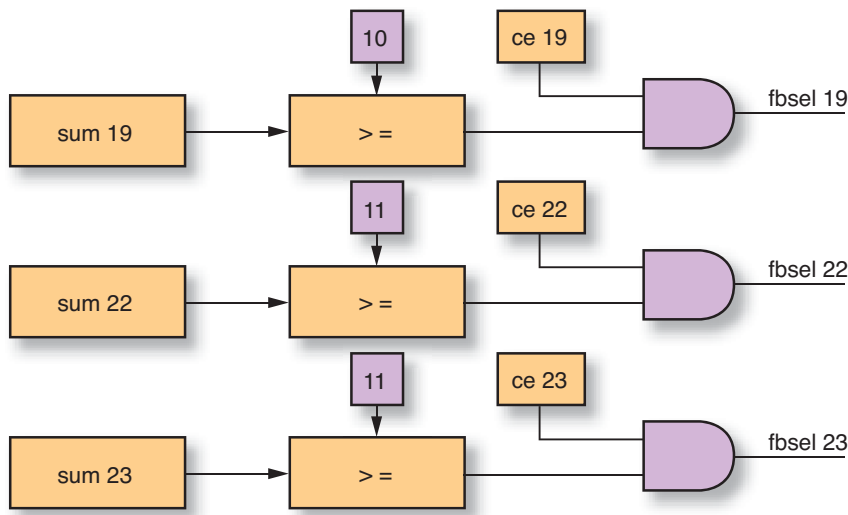 10
ce 19
fbsel 19
sum 19
> =
11
ce 22
fbsel 22
sum 22
> =
11
ce 23
fbsel 23
sum 23
> =